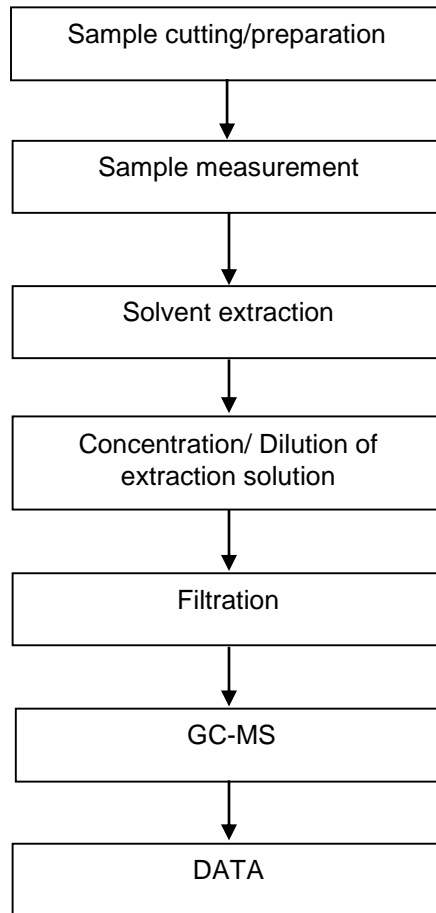 Sample cutting/preparation
Sample measurement
Solvent extraction
Concentration/ Dilution of
extraction solution
Filtration
GC-MS
DATA